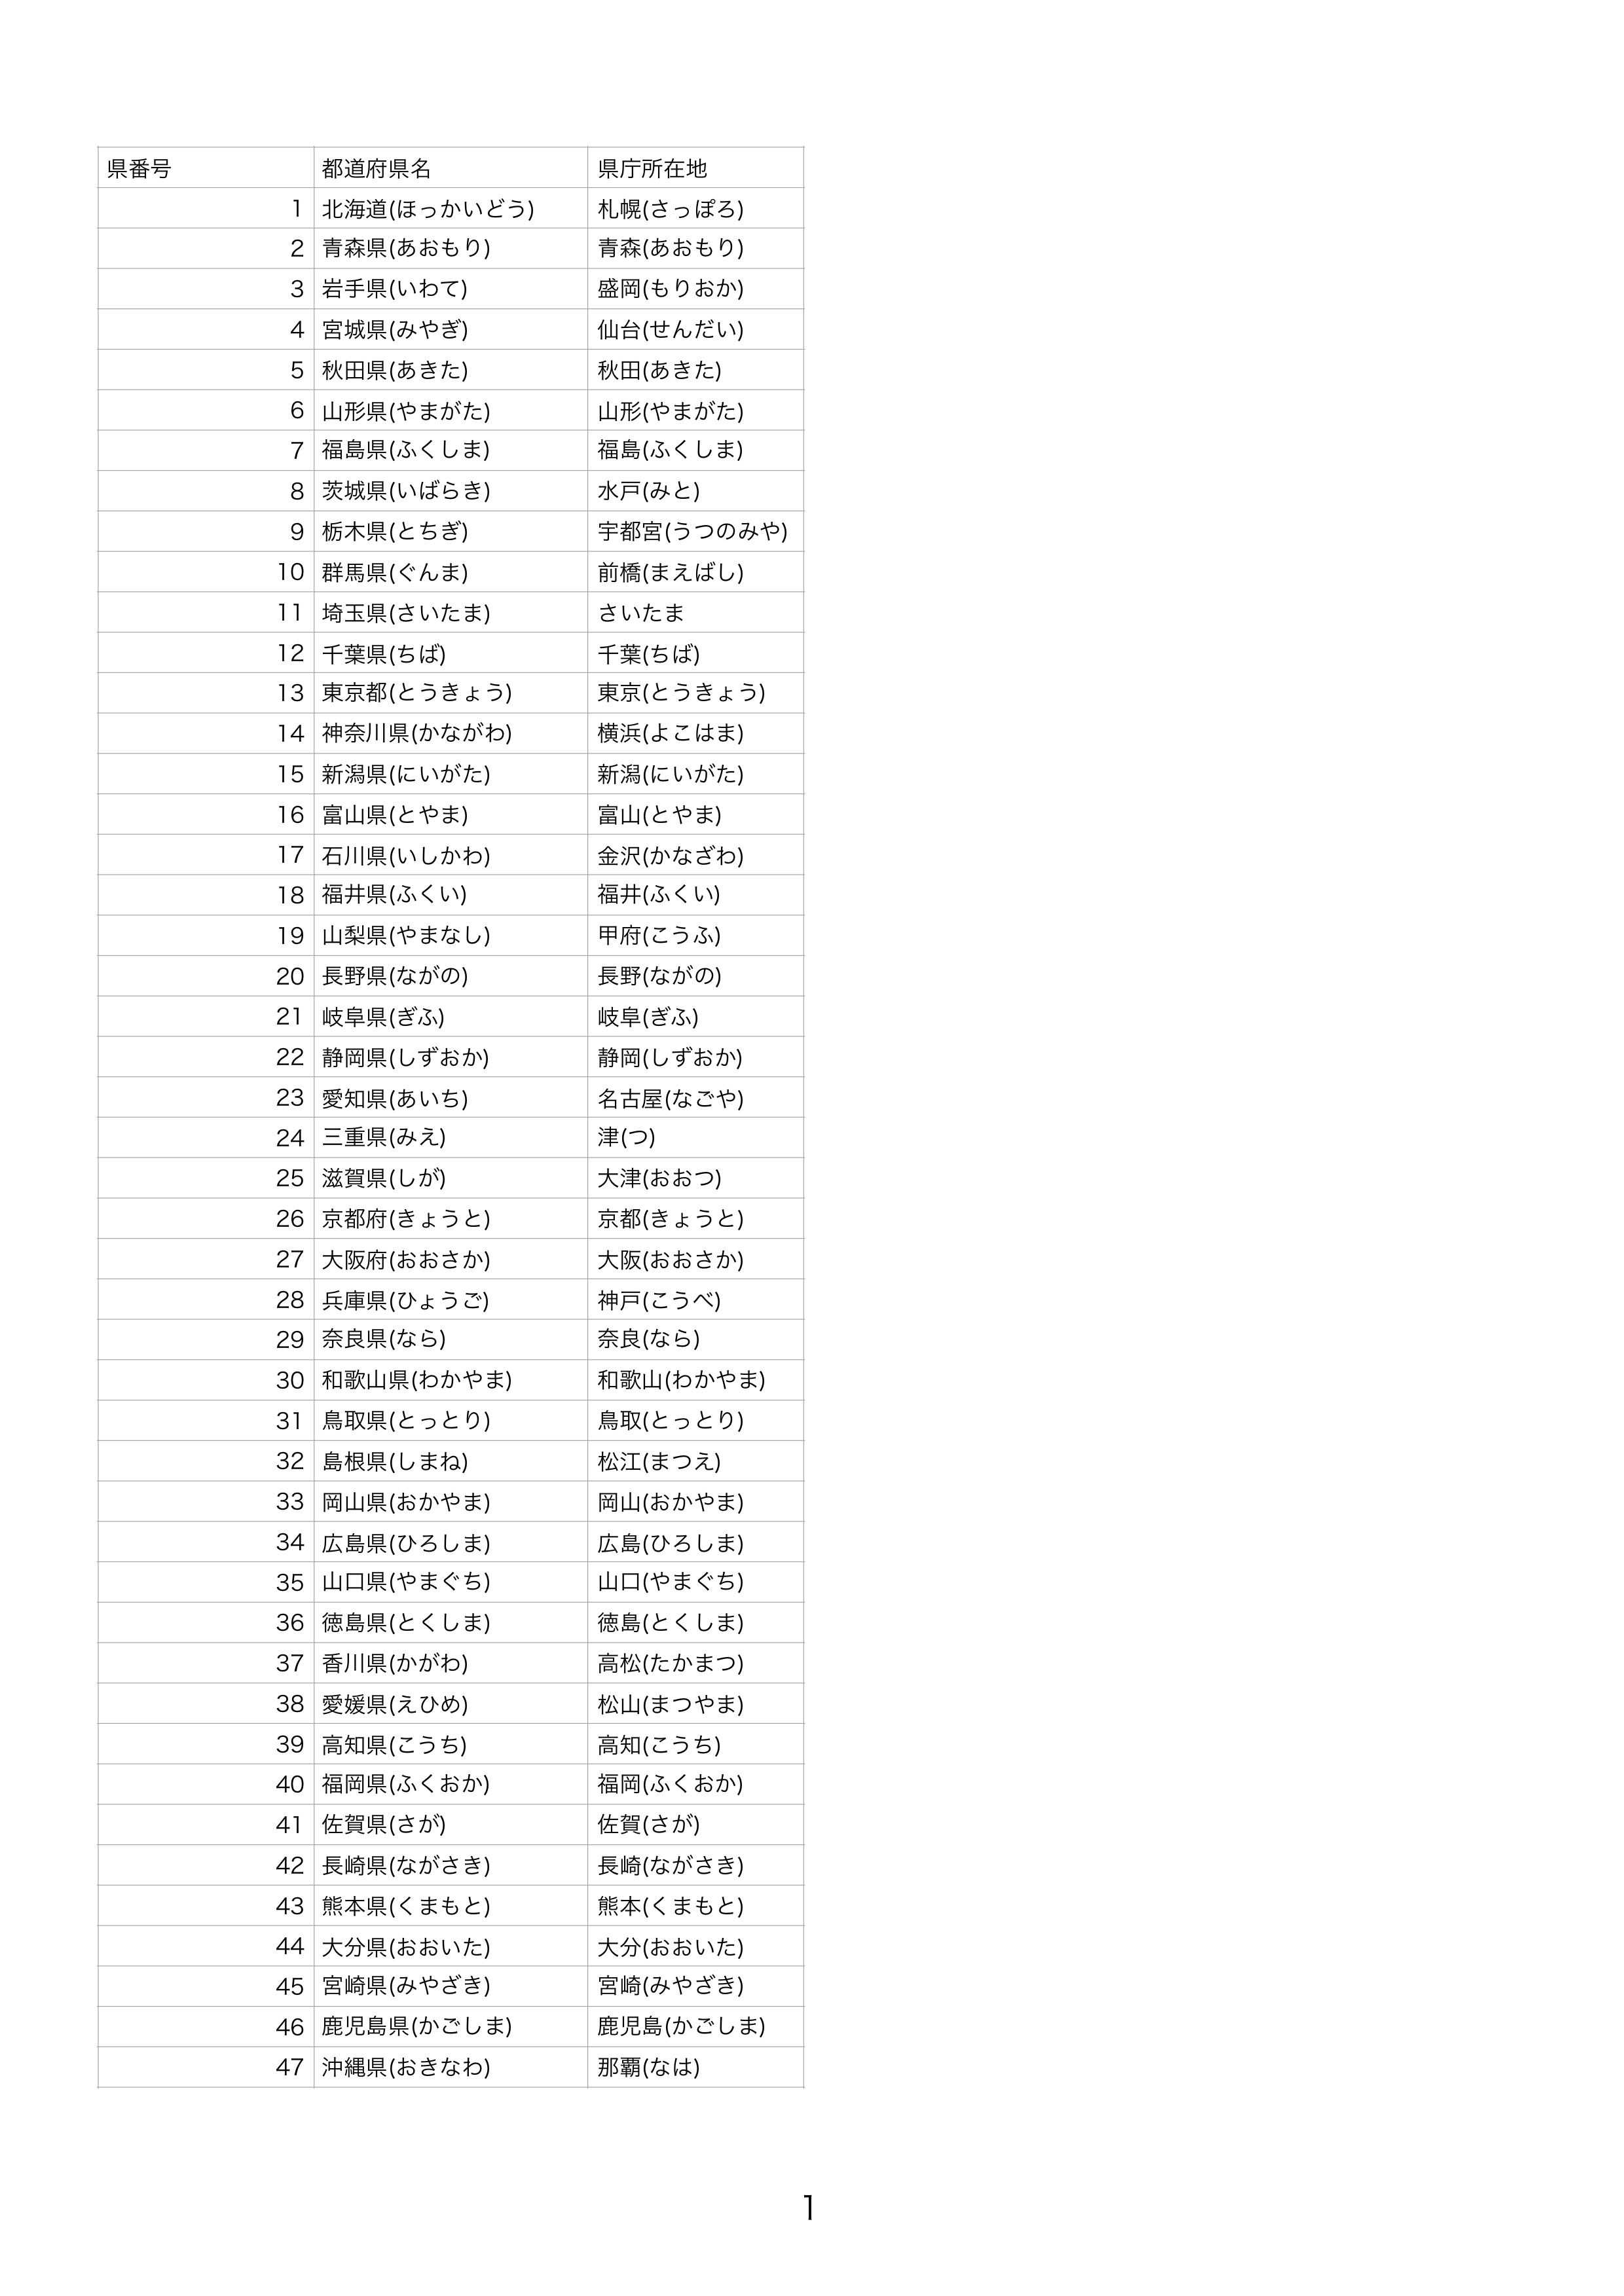 県番号 都道府県名 県庁所在地
1 北海道(ほっかいどう) 札幌(さっぽろ)
2 青森県(あおもり) 青森(あおもり)
3 岩手県(いわて) 盛岡(もりおか)
4 宮城県(みやぎ) 仙台(せんだい)
5 秋田県(あきた) 秋田(あきた)
6 山形県(やまがた) 山形(やまがた)
7 福島県(ふくしま) 福島(ふくしま)
8 茨城県(いばらき) 水戸(みと)
9 栃木県(とちぎ) 宇都宮(うつのみや)
10 群馬県(ぐんま) 前橋(まえばし)
11 埼玉県(さいたま) さいたま
12 千葉県(ちば) 千葉(ちば)
13 東京都(とうきょう) 東京(とうきょう)
14 神奈川県(かながわ) 横浜(よこはま)
15 新潟県(にいがた) 新潟(にいがた)
16 富山県(とやま) 富山(とやま)
17 石川県(いしかわ) 金沢(かなざわ)
18 福井県(ふくい) 福井(ふくい)
19 山梨県(やまなし) 甲府(こうふ)
20 長野県(ながの) 長野(ながの)
21 岐阜県(ぎふ) 岐阜(ぎふ)
22 静岡県(しずおか) 静岡(しずおか)
23 愛知県(あいち) 名古屋(なごや)
24 三重県(みえ) 津(つ)
25 滋賀県(しが) 大津(おおつ)
26 京都府(きょうと) 京都(きょうと)
27 大阪府(おおさか) 大阪(おおさか)
28 兵庫県(ひょうご) 神戸(こうべ)
29 奈良県(なら) 奈良(なら)
30 和歌山県(わかやま) 和歌山(わかやま)
31 鳥取県(とっとり) 鳥取(とっとり)
32 島根県(しまね) 松江(まつえ)
33 岡山県(おかやま) 岡山(おかやま)
34 広島県(ひろしま) 広島(ひろしま)
35 山口県(やまぐち) 山口(やまぐち)
36 徳島県(とくしま) 徳島(とくしま)
37 香川県(かがわ) 高松(たかまつ)
38 愛媛県(えひめ) 松山(まつやま)
39 高知県(こうち) 高知(こうち)
40 福岡県(ふくおか) 福岡(ふくおか)
41 佐賀県(さが) 佐賀(さが)
42 長崎県(ながさき) 長崎(ながさき)
43 熊本県(くまもと) 熊本(くまもと)
44 大分県(おおいた) 大分(おおいた)
45 宮崎県(みやざき) 宮崎(みやざき)
46 鹿児島県(かごしま) 鹿児島(かごしま)
47 沖縄県(おきなわ) 那覇(なは)
1